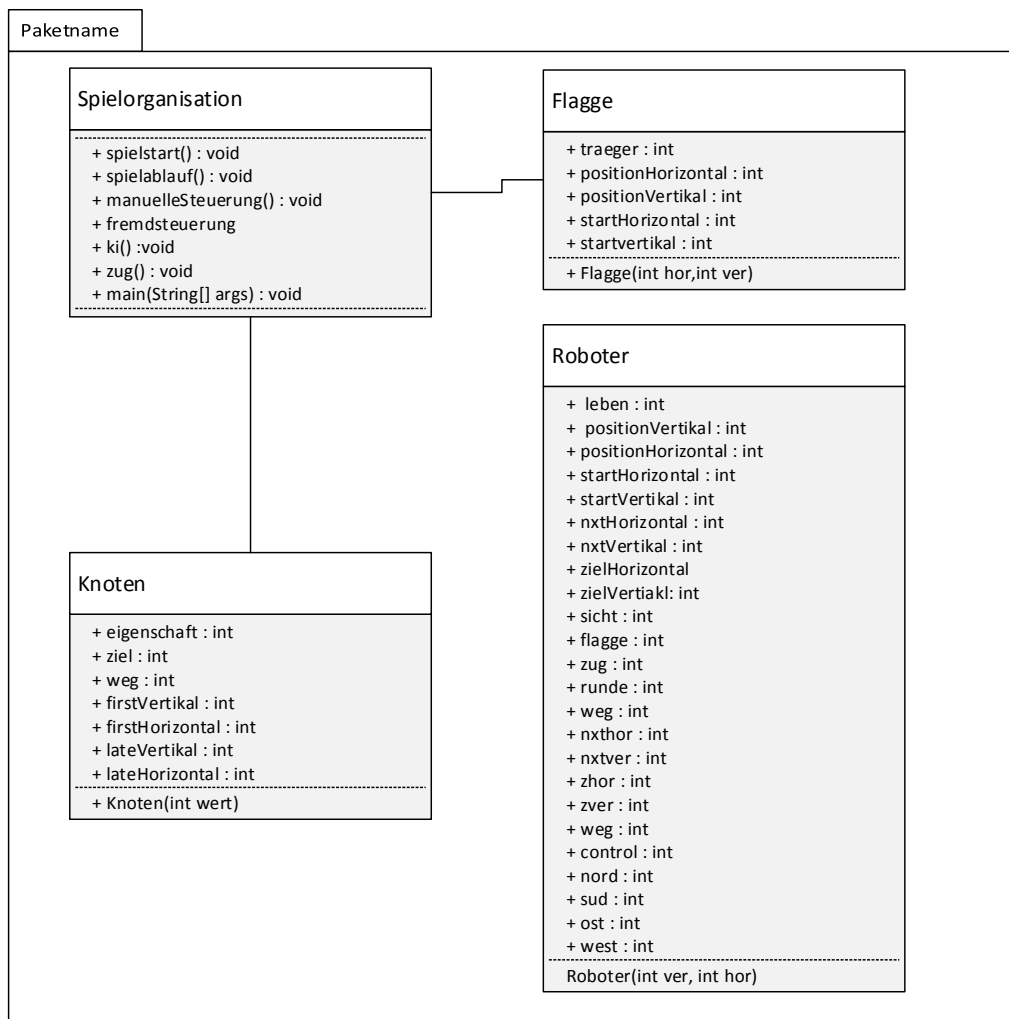 Paketname
Spielorganisation
+ spielstart() : void
+ spielablauf() : void
+ manuelleSteuerung() : void
+ fremdsteuerung
+ ki() :void
+ zug() : void
+ main(String[] args) : void
Flagge
+ traeger : int
+ positionHorizontal : int
+ positionVertikal : int
+ startHorizontal : int
+ startvertikal : int
+ Flagge(int hor,int ver)
Knoten
+ eigenschaft : int
+ ziel : int
+ weg : int
+ firstVertikal : int
+ firstHorizontal : int
+ lateVertikal : int
+ lateHorizontal : int
+ Knoten(int wert)
Roboter
+ leben : int
+ positionVertikal : int
+ positionHorizontal : int
+ startHorizontal : int
+ startVertikal : int
+ nxtHorizontal : int
+ nxtVertikal : int
+ zielHorizontal
+ zielVertiakl: int
+ sicht : int
+ flagge : int
+ zug : int
+ runde : int
+ weg : int
+ nxthor : int
+ nxtver : int
+ zhor : int
+ zver : int
+ weg : int
+ control : int
+ nord : int
+ sud : int
+ ost : int
+ west : int
Roboter(int ver, int hor)